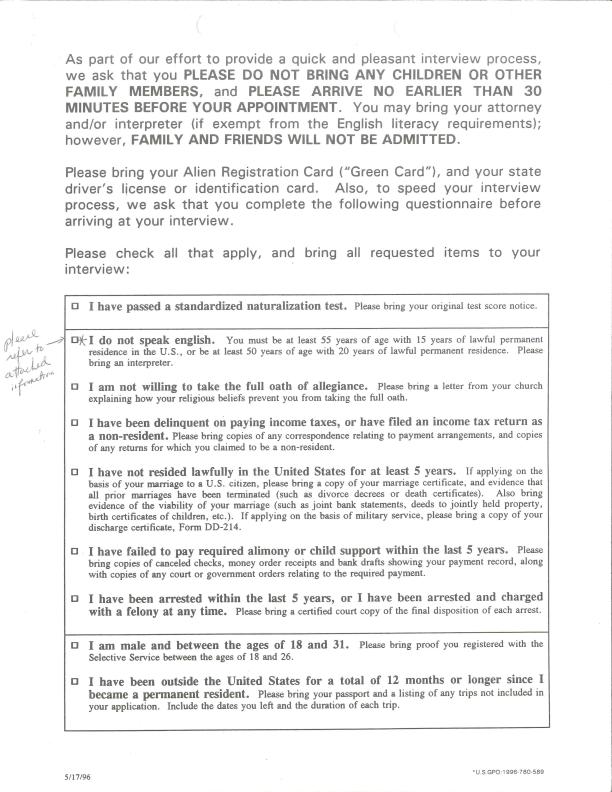 As part of our effort to provide a quick and pleasant interview process,
we ask that you PLEASE DO NOT BRING ANY CHILDREN OR OTHER
FAMILY MEMBERS, and PLEASE ARRIVE NO EARLIER THAN 30
MINUTES BEFORE YOUR APPOINTMENT. You may bring your attorney
and/or interpreter (if exempt from the English literacy requirements);
however, FAMILY AND FRIENDS WILL NOT BE ADMITTED.
Please bring your Alien Registration Card ("Green Card"), and your state
driver's license or identification card. Also, to speed your interview
process, we ask that you complete the following questionnaire before
arriving at your interview.
Please check all that apply, and bring all requested items to your
interview:
I have passed a standardized naturalization test. Please bring your original test score notice.
please
refer to
attached
information
* I do not speak english. You must be at least 55 years of age with 15 years of lawful permanent
residence in the U.S., or be at least 50 years of age with 20 years of lawful permanent residence. Please
bring an interpreter.
I am not willing to take the full oath of allegiance. Please bring a letter from your church
explaining how your religious beliefs prevent you from taking the full oath.
I have been delinquent on paying income taxes, or have filed an income tax return as
a non-resident. Please bring copies of any correspondence relating to payment arrangements, and copies
of any returns for which you claimed to be a non-resident.
I have not resided lawfully in the United States for at least 5 years. If applying on the
basis of your marriage to a U.S. citizen, please bring a copy of your marriage certificate, and evidence that
all prior marriages have been terminated (such as divorce decrees or death certificates). Also bring
evidence of the viability of your marriage (such as joint bank statements, deeds to jointly held property,
birth certificates of children, etc.). If applying on the basis of military service, please bring a copy of your
discharge certificate, Form DD-214.
I have failed to pay required alimony or child support within the last 5 years. Please
bring copies of canceled checks, money order receipts and bank drafts showing your payment record, along
with copies of any court or government orders relating to the required payment.
I have been arrested within the last 5 years, or I have been arrested and charged
with a felony at any time. Please bring a certified court copy of the final disposition of each arrest.
I am male and between the ages of 18 and 31. Please bring proof you registered with the
Selective Service between the ages of 18 and 26.
I have been outside the United States for a total of 12 months or longer since I
became a permanent resident. Please bring your passport and a listing of any trips not included in
your application. Include the dates you left and the duration of each trip.
5/17/96
*U.S.GPO:1996-780-589